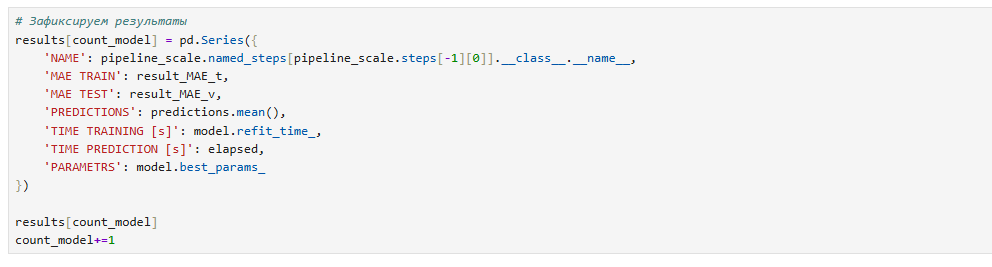 # Зафиксируем результаты
results[count_model] = pd.Series({
    'NAME': pipeline_scale.named_steps[pipeline_scale.steps[-1][0]].__class__.__name__,
    'MAE TRAIN': result_MAE_t,
    'MAE TEST': result_MAE_v,
    'PREDICTIONS': predictions.mean(),
    'TIME TRAINING [s]': model.refit_time_,
    'TIME PREDICTION [s]': elapsed,
    'PARAMETRS': model.best_params_
})

results[count_model]
count_model+=1